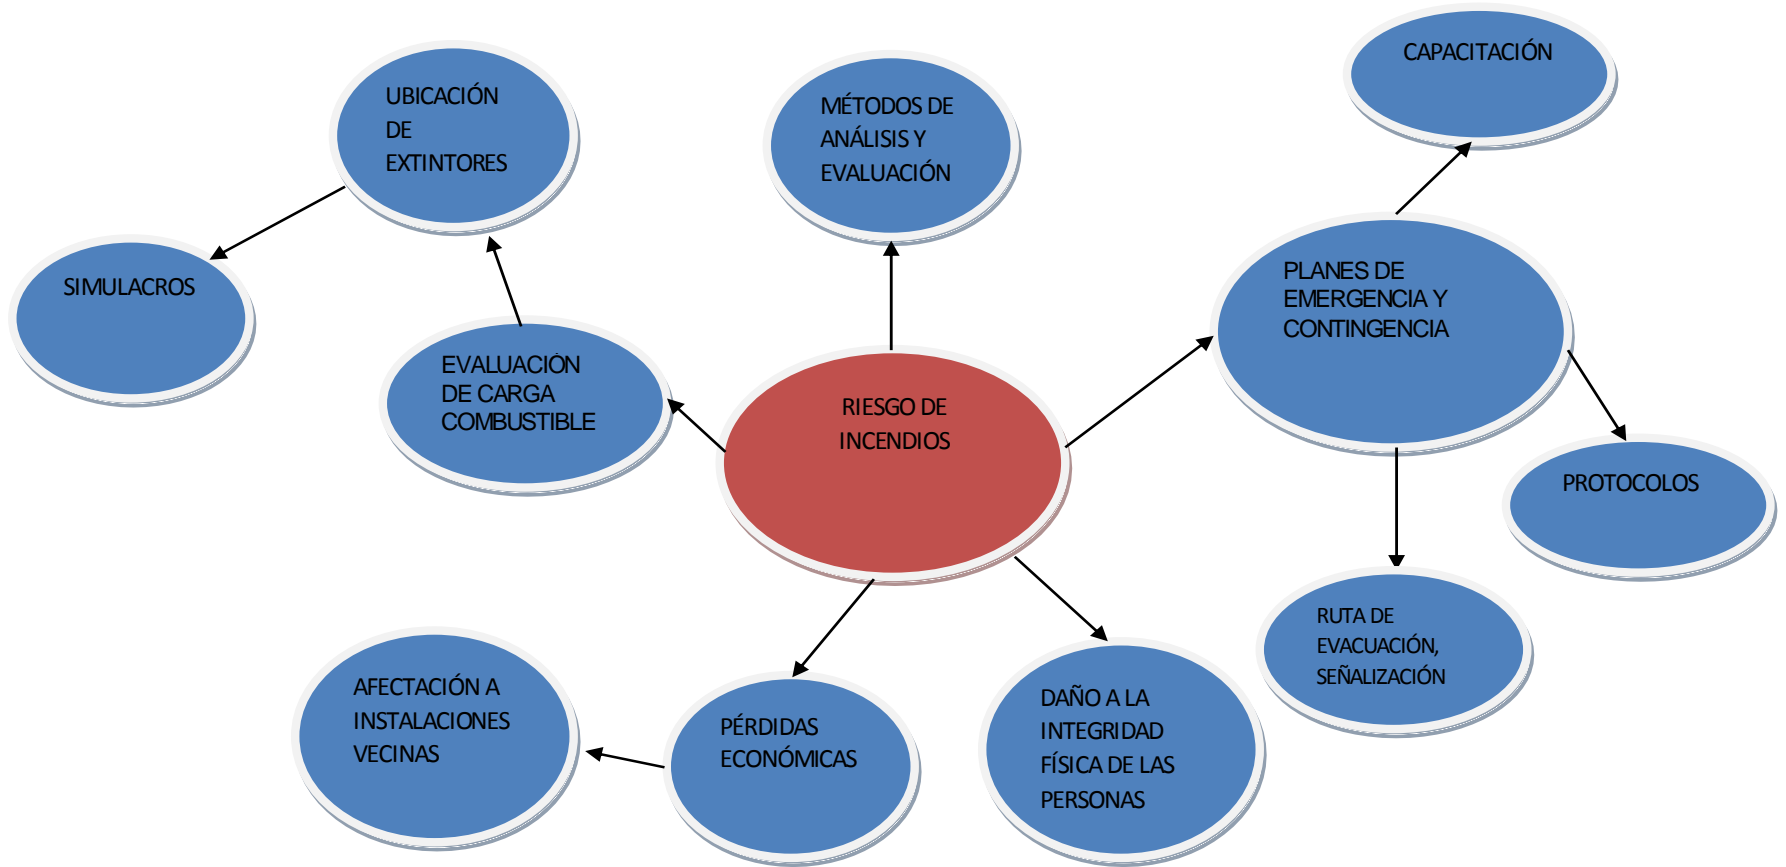 CAPACITACIÓN
UBICACIÓN
DE
EXTINTORES
MÉTODOS DE
ANÁLISIS Y
EVALUACIÓN
SIMULACROS
PLANES DE
EMERGENCIA Y
CONTINGENCIA
EVALUACIÓN
DE CARGA
COMBUSTIBLE
RIESGO DE
INCENDIOS
PROTOCOLOS
RUTA DE
EVACUACIÓN,
SEÑALIZACIÓN
AFECTACIÓN A
INSTALACIONES
VECINAS
PÉRDIDAS
ECONÓMICAS
DAÑO A LA
INTEGRIDAD
FÍSICA DE LAS
PERSONAS